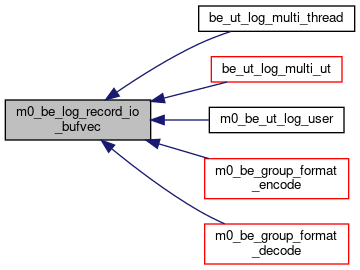 be_ut_log_multi_thread
be_ut_log_multi_ut
m0_be_log_record_io
_bufvec
m0_be_ut_log_user
m0_be_group_format
_encode
m0_be_group_format
_decode